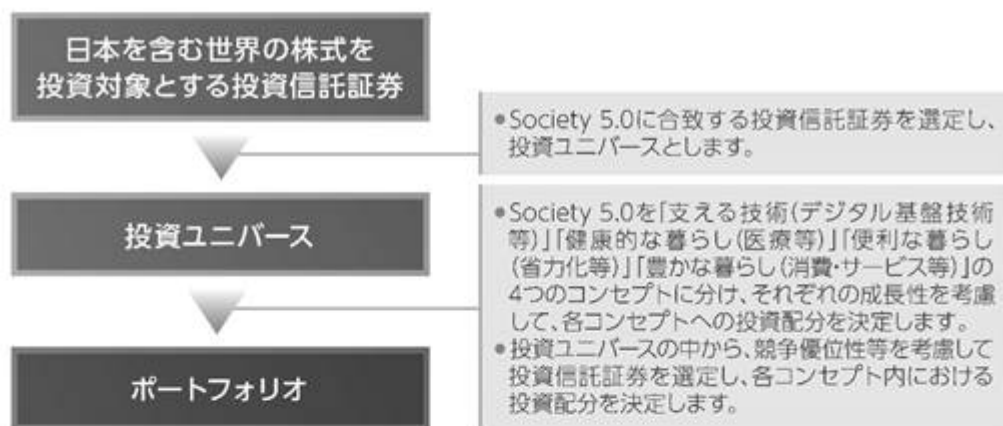 日本を含む世界の株式を
投資対象とする投資信託証券
●Society 5.0に合致する投資信託証券を選定し、
投資ユニバースとします。
投資ユニバース
●Society 5.0を「支える技術(デジタル基盤技術
等)」「健康的な暮らし(医療等)」「便利な暮らし
(省力化等)」「豊かな暮らし(消費・サービス等)」の
4つのコンセプトに分け、それぞれの成長性を考慮
して、各コンセプトへの投資配分を決定します。
●投資ユニバースの中から、競争優位性等を考慮して
投資信託証券を選定し、各コンセプト内における
投資配分を決定します。
ポートフォリオ